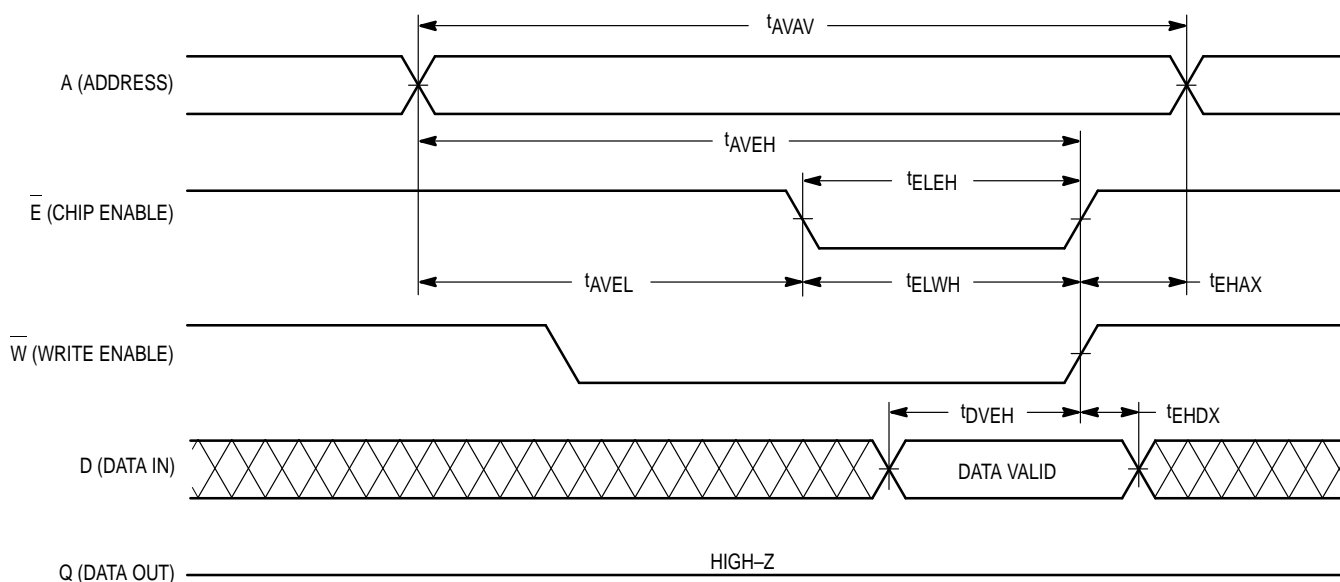 tAVAV
A (ADDRESS)
tAVEH
tELEH
E (CHIP ENABLE)
tAVEL
tELWH
tEHAX
W (WRITE ENABLE)
tDVEH
tEHDX
D (DATA IN)
DATA VALID
HIGH–Z
Q (DATA OUT)